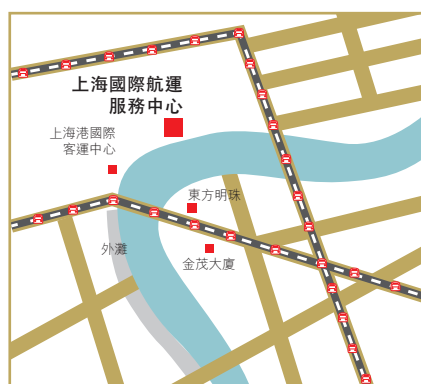 上海國際航運
服務中心
上海港國際
客運中心
東方明珠
外灘
金茂大廈